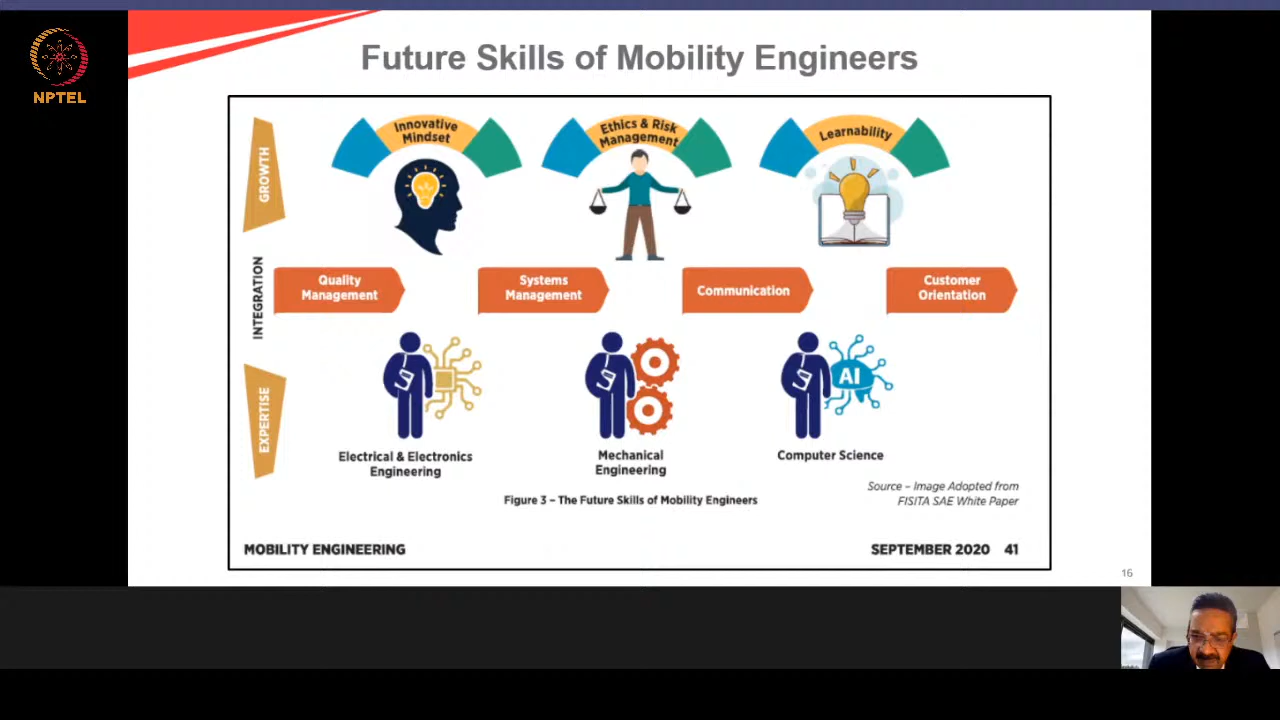 NPTEL
Future Skills of Mobility Engineers
GROWTH
Innovative
Mindset
Ethics & Risk
Management
Learnability
INTEGRATION
Quality
Management
Systems
Management
Communication
Customer
Orientation
EXPERTISE
AI
Electrical & Electronics
Engineering
Mechanical
Engineering
Computer Science
Source – Image Adopted from
FISITA SAE White Paper
Figure 3 – The Future Skills of Mobility Engineers
MOBILITY ENGINEERING
SEPTEMBER 2020 41
16